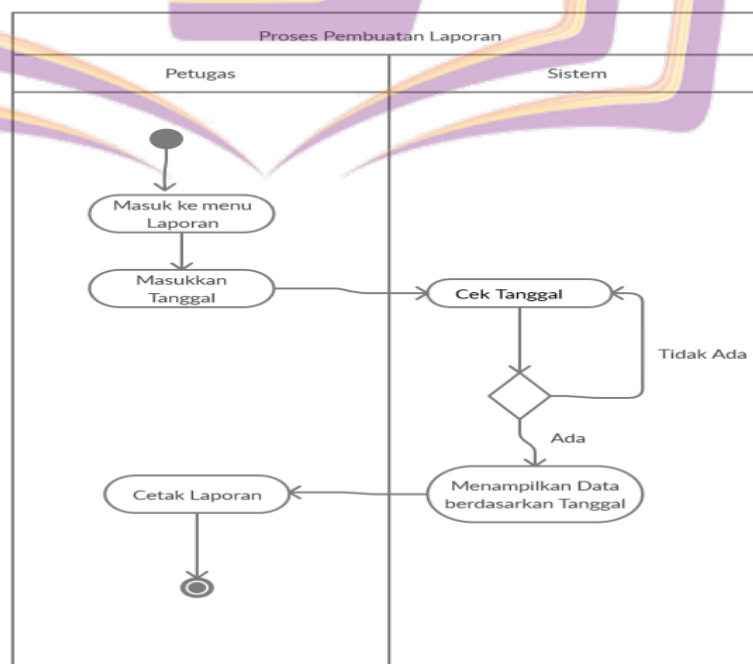 Proses Pembuatan Laporan
Petugas
Sistem
Masuk ke menu
Laporan
Masukkan
Tanggal
Cek Tanggal
Tidak Ada
Ada
Menampilkan Data
berdasarkan Tanggal
Cetak Laporan